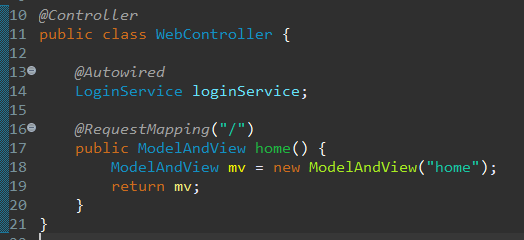 10 @Controller
11 public class WebController {
12
13 @Autowired
14 LoginService loginService;
15
16 @RequestMapping("/")
17 public ModelAndView home() {
18 ModelAndView mv = new ModelAndView("home");
19 return mv;
20 }
21 }